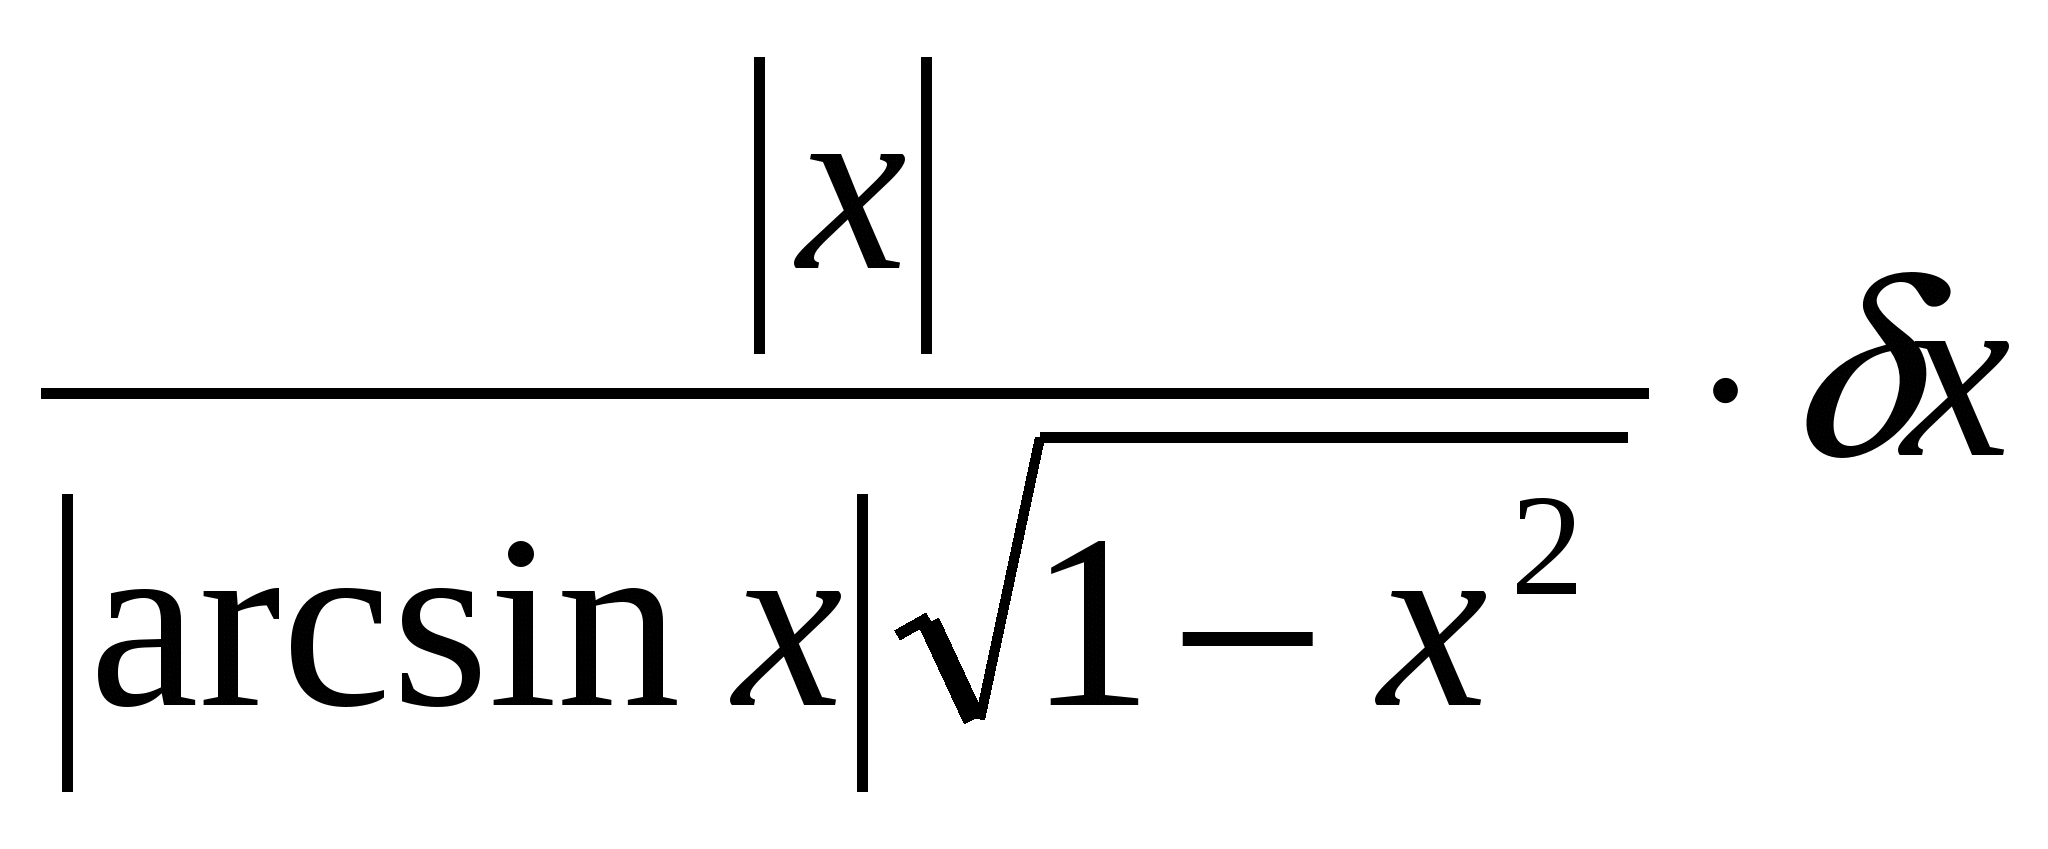 |x|
|arcsin x|√1−x² · δx